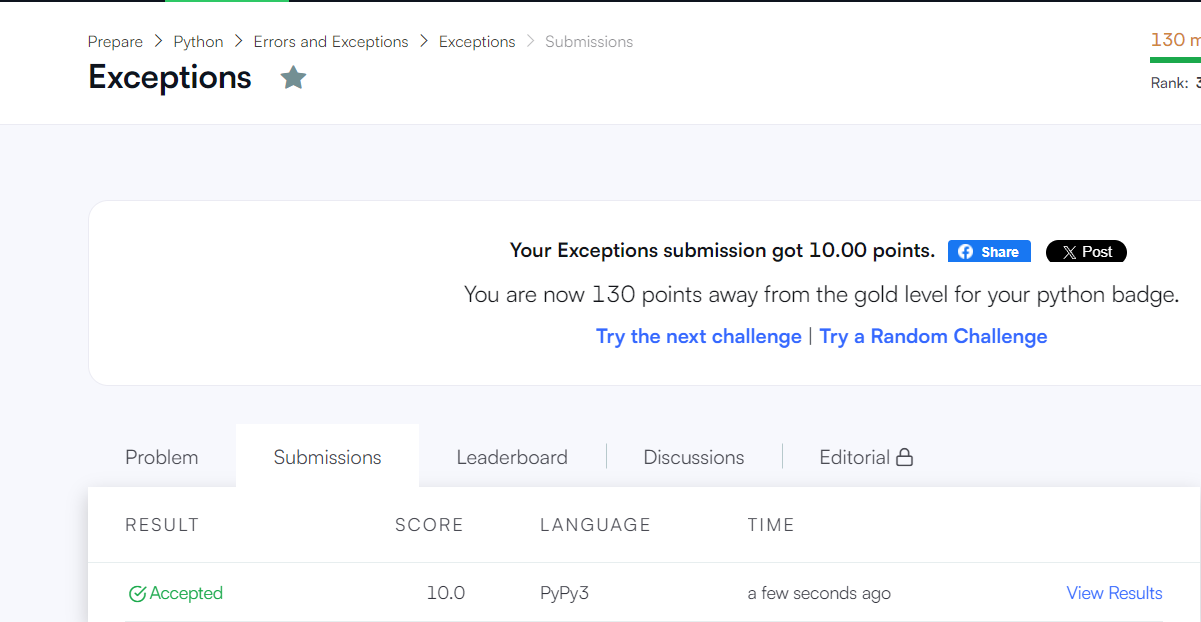 Prepare > Python > Errors and Exceptions > Exceptions > Submissions
130 m
Exceptions
Rank:
Your Exceptions submission got 10.00 points. Share Post
You are now 130 points away from the gold level for your python badge.
Try the next challenge | Try a Random Challenge
Problem Submissions Leaderboard Discussions Editorial
RESULT SCORE LANGUAGE TIME
Accepted 10.0 PyPy3 a few seconds ago View Results